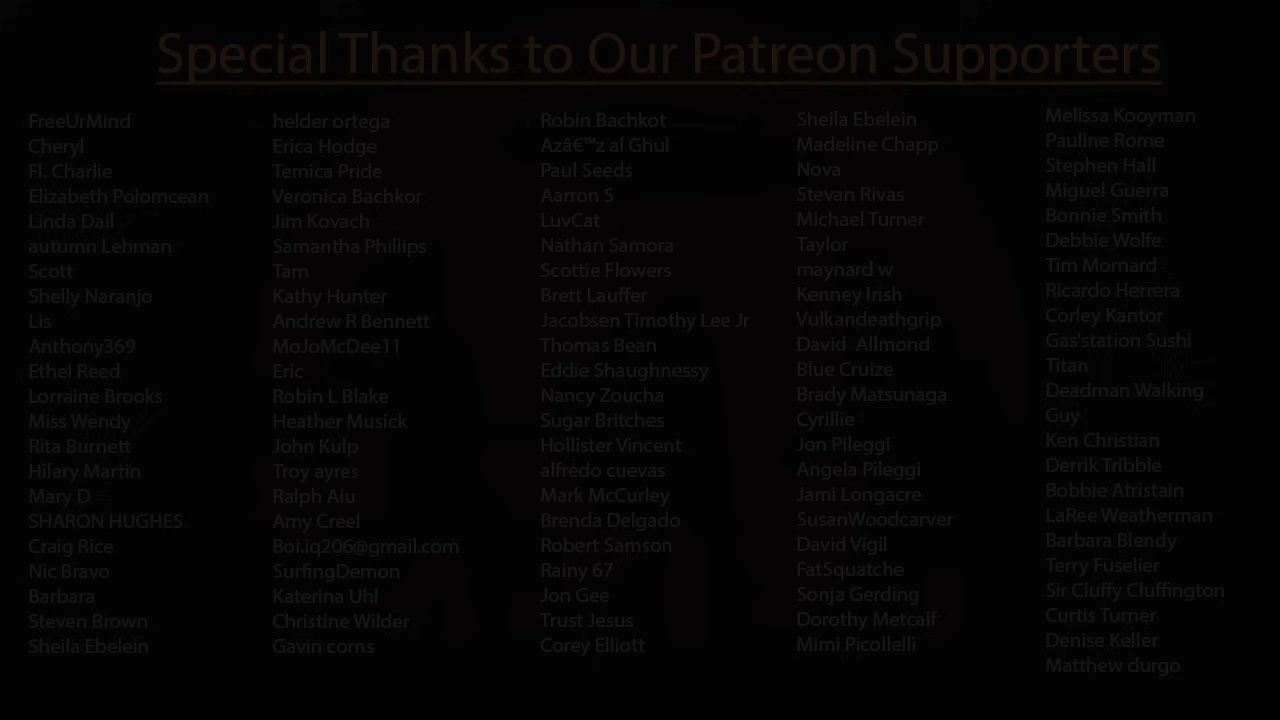 Special Thanks to Our Patreon Supporters
FreeUrMind
Cheryl
Fl. Charlie
Elizabeth Polomcean
Linda Dail
autumn Lehman
Scott
Shelly Naranjo
Lis
Anthony369
Ethel Reed
Lorraine Brooks
Miss Wendy
Rita Burnett
Hilary Martin
Mary D
SHARON HUGHES
Craig Rice
Nic Bravo
Barbara
Steven Brown
Sheila Ebelein
helder ortega
Erica Hodge
Temica Pride
Veronica Bachkor
Jim Kovach
Samantha Phillips
Tam
Kathy Hunter
Andrew R Bennett
MoJoMcDee11
Eric
Robin L Blake
Heather Musick
John Kulp
Troy ayres
Ralph Aiu
Amy Creel
Boi.iq206@gmail.com
SurfingDemon
Katerina Uhl
Christine Wilder
Gavin corns
Robin Bachkot
Azâ€™z al Ghul
Paul Seeds
Aarron S
LuvCat
Nathan Samora
Scottie Flowers
Brett Lauffer
Jacobsen Timothy Lee Jr
Thomas Bean
Eddie Shaughnessy
Nancy Zoucha
Sugar Britches
Hollister Vincent
alfredo cuevas
Mark McCurley
Brenda Delgado
Robert Samson
Rainy 67
Jon Gee
Trust Jesus
Corey Elliott
Sheila Ebelein
Madeline Chapp
Nova
Stevan Rivas
Michael Turner
Taylor
maynard w
Kenney Irish
Vulkandeathgrip
David  Allmond
Blue Cruize
Brady Matsunaga
Cyrillie
Jon Pileggi
Angela Pileggi
Jami Longacre
SusanWoodcarver
David Vigil
FatSquatche
Sonja Gerding
Dorothy Metcalf
Mimi Picollelli
Melissa Kooyman
Pauline Rome
Stephen Hall
Miguel Guerra
Bonnie Smith
Debbie Wolfe
Tim Mornard
Ricardo Herrera
Corley Kantor
Gas'station Sushi
Titan
Deadman Walking
Guy
Ken Christian
Derrik Tribble
Bobbie Atristain
LaRee Weatherman
Barbara Blendy
Terry Fuselier
Sir Cluffy Cluffington
Curtis Turner
Denise Keller
Matthew durgo